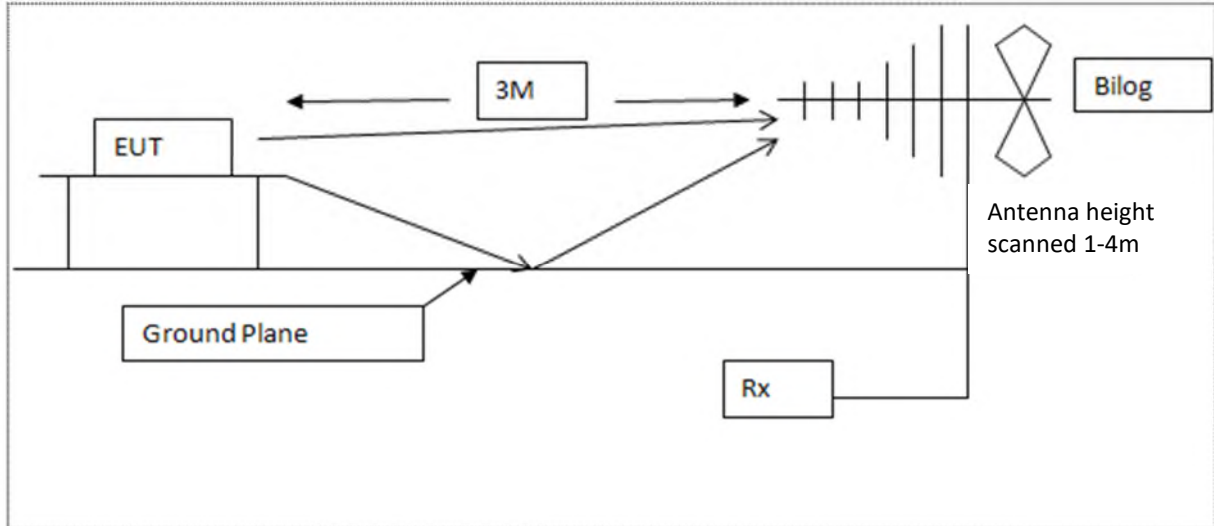 3M
Bilog
EUT
Antenna height
scanned 1-4m
Ground Plane
Rx